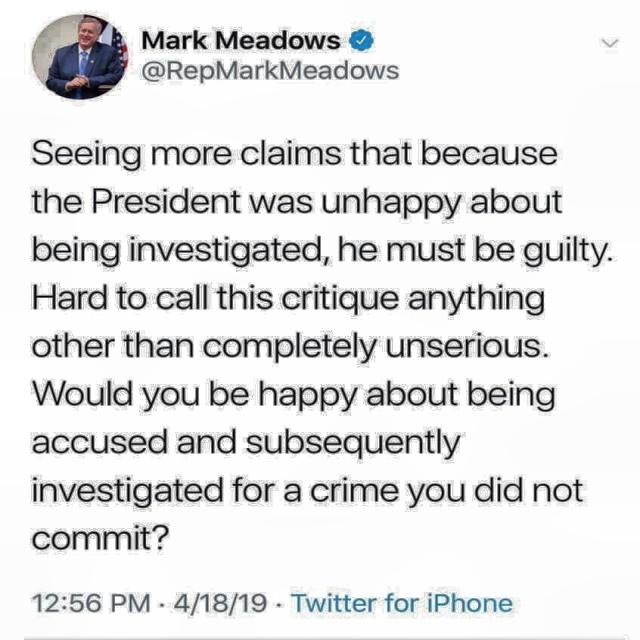 Mark Meadows
@RepMarkMeadows
Seeing more claims that because
the President was unhappy about
being investigated, he must be guilty.
Hard to call this critique anything
other than completely unserious.
Would you be happy about being
accused and subsequently
investigated for a crime you did not
commit?
12:56 PM · 4/18/19 · Twitter for iPhone